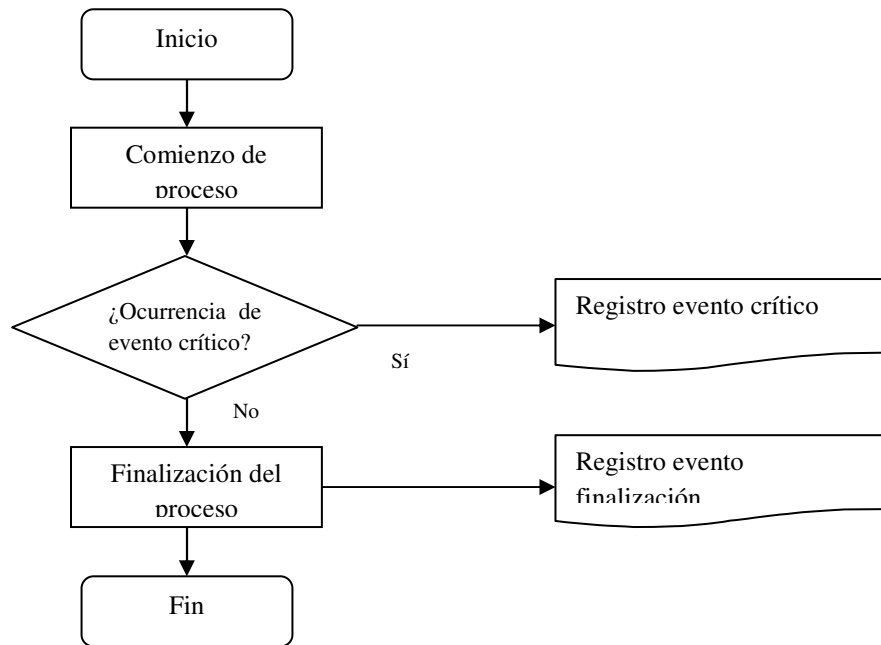 Inicio
Comienzo de
proceso
¿Ocurrencia de
evento crítico?
Registro evento crítico
Sí
No
Finalización del
proceso
Registro evento
finalización
Fin